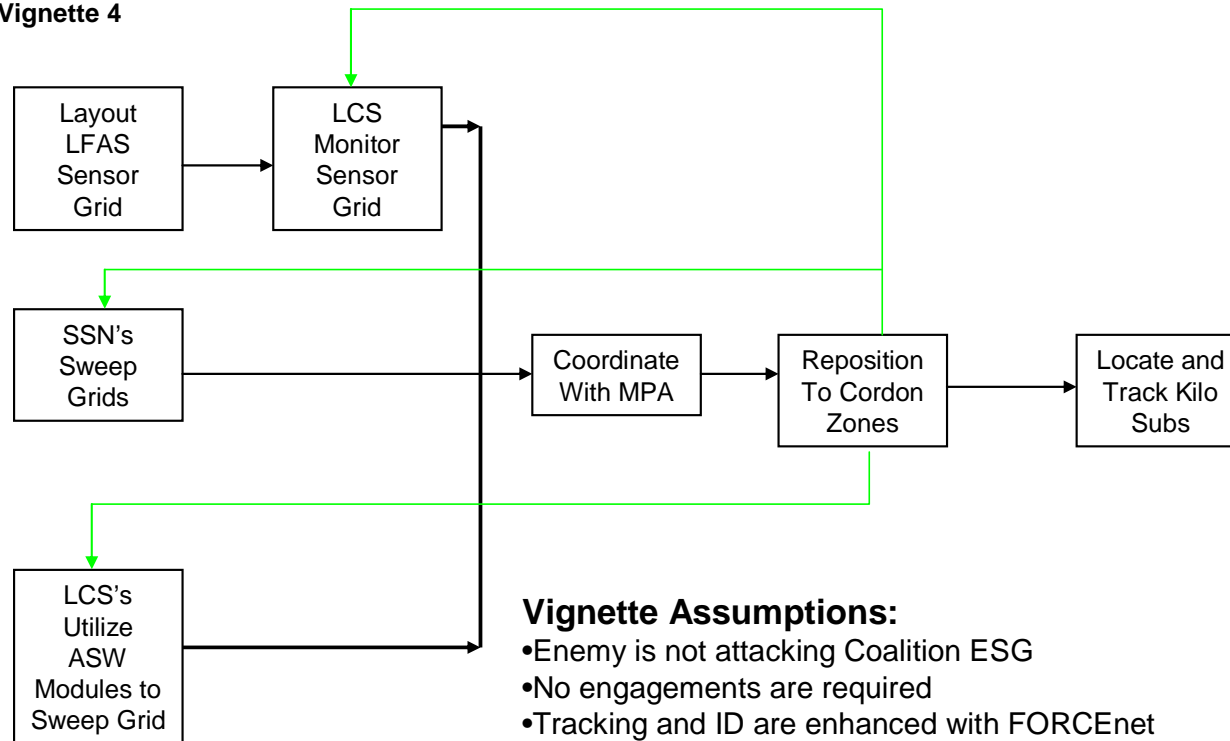 Vignette 4
Layout
LFAS
Sensor
Grid
LCS
Monitor
Sensor
Grid
SSN's
Sweep
Grids
Coordinate
With MPA
Reposition
To Cordon
Zones
Locate and
Track Kilo
Subs
LCS's
Utilize
ASW
Modules to
Sweep Grid
Vignette Assumptions:
•Enemy is not attacking Coalition ESG
•No engagements are required
•Tracking and ID are enhanced with FORCEnet